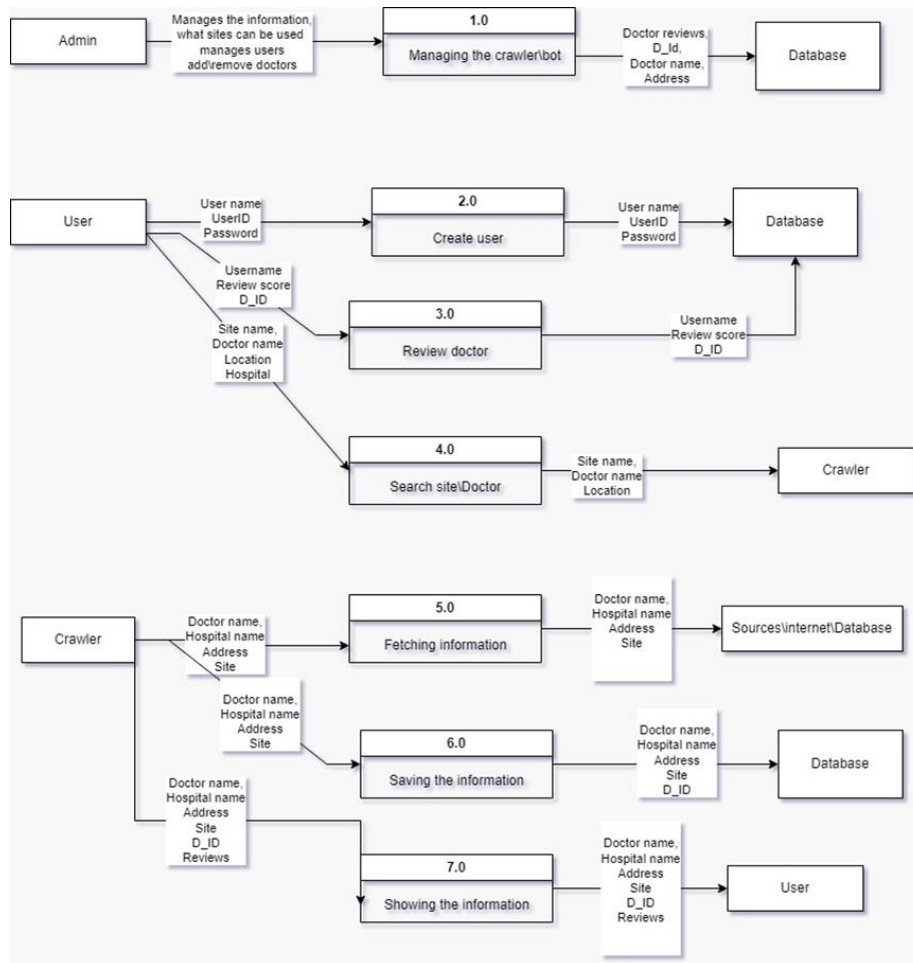 Admin
Manages the information,
what sites can be used
manages users
add\remove doctors
1.0
Managing the crawler\bot
Doctor reviews,
D_Id,
Doctor name,
Address
Database
User
User name
UserID
Password
2.0
Create user
User name
UserID
Password
Database
Username
Review score
D_ID
3.0
Review doctor
Username
Review score
D_ID
Site name,
Doctor name
Location
Hospital
4.0
Search site\Doctor
Site name,
Doctor name
Location
Crawler
Crawler
Doctor name,
Hospital name
Address
Site
5.0
Fetching information
Doctor name,
Hospital name
Address
Site
Sources\internet\Database
Doctor name,
Hospital name
Address
Site
6.0
Saving the information
Doctor name,
Hospital name
Address
Site
D_ID
Database
Doctor name,
Hospital name
Address
Site
D_ID
Reviews
7.0
Showing the information
Doctor name,
Hospital name
Address
Site
D_ID
Reviews
User